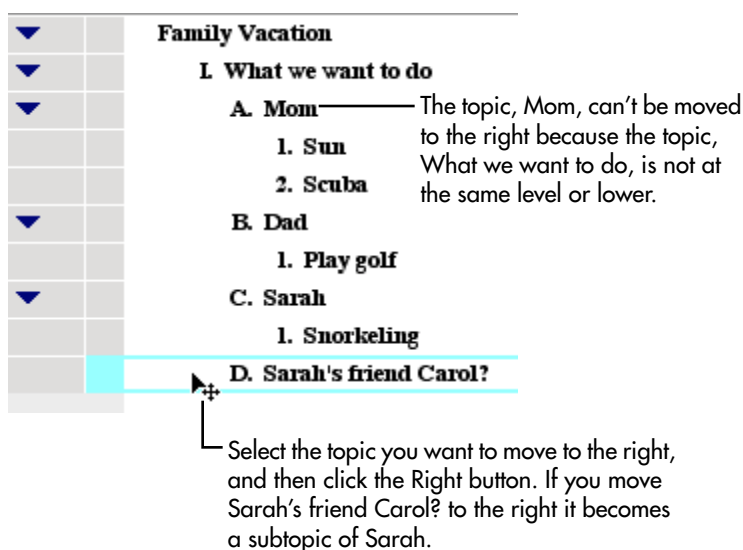 Family Vacation
I. What we want to do
A. Mom
The topic, Mom, can’t be moved
to the right because the topic,
What we want to do, is not at
the same level or lower.
1. Sun
2. Scuba
B. Dad
1. Play golf
C. Sarah
1. Snorkeling
D. Sarah's friend Carol?
Select the topic you want to move to the right,
and then click the Right button. If you move
Sarah’s friend Carol? to the right it becomes
a subtopic of Sarah.